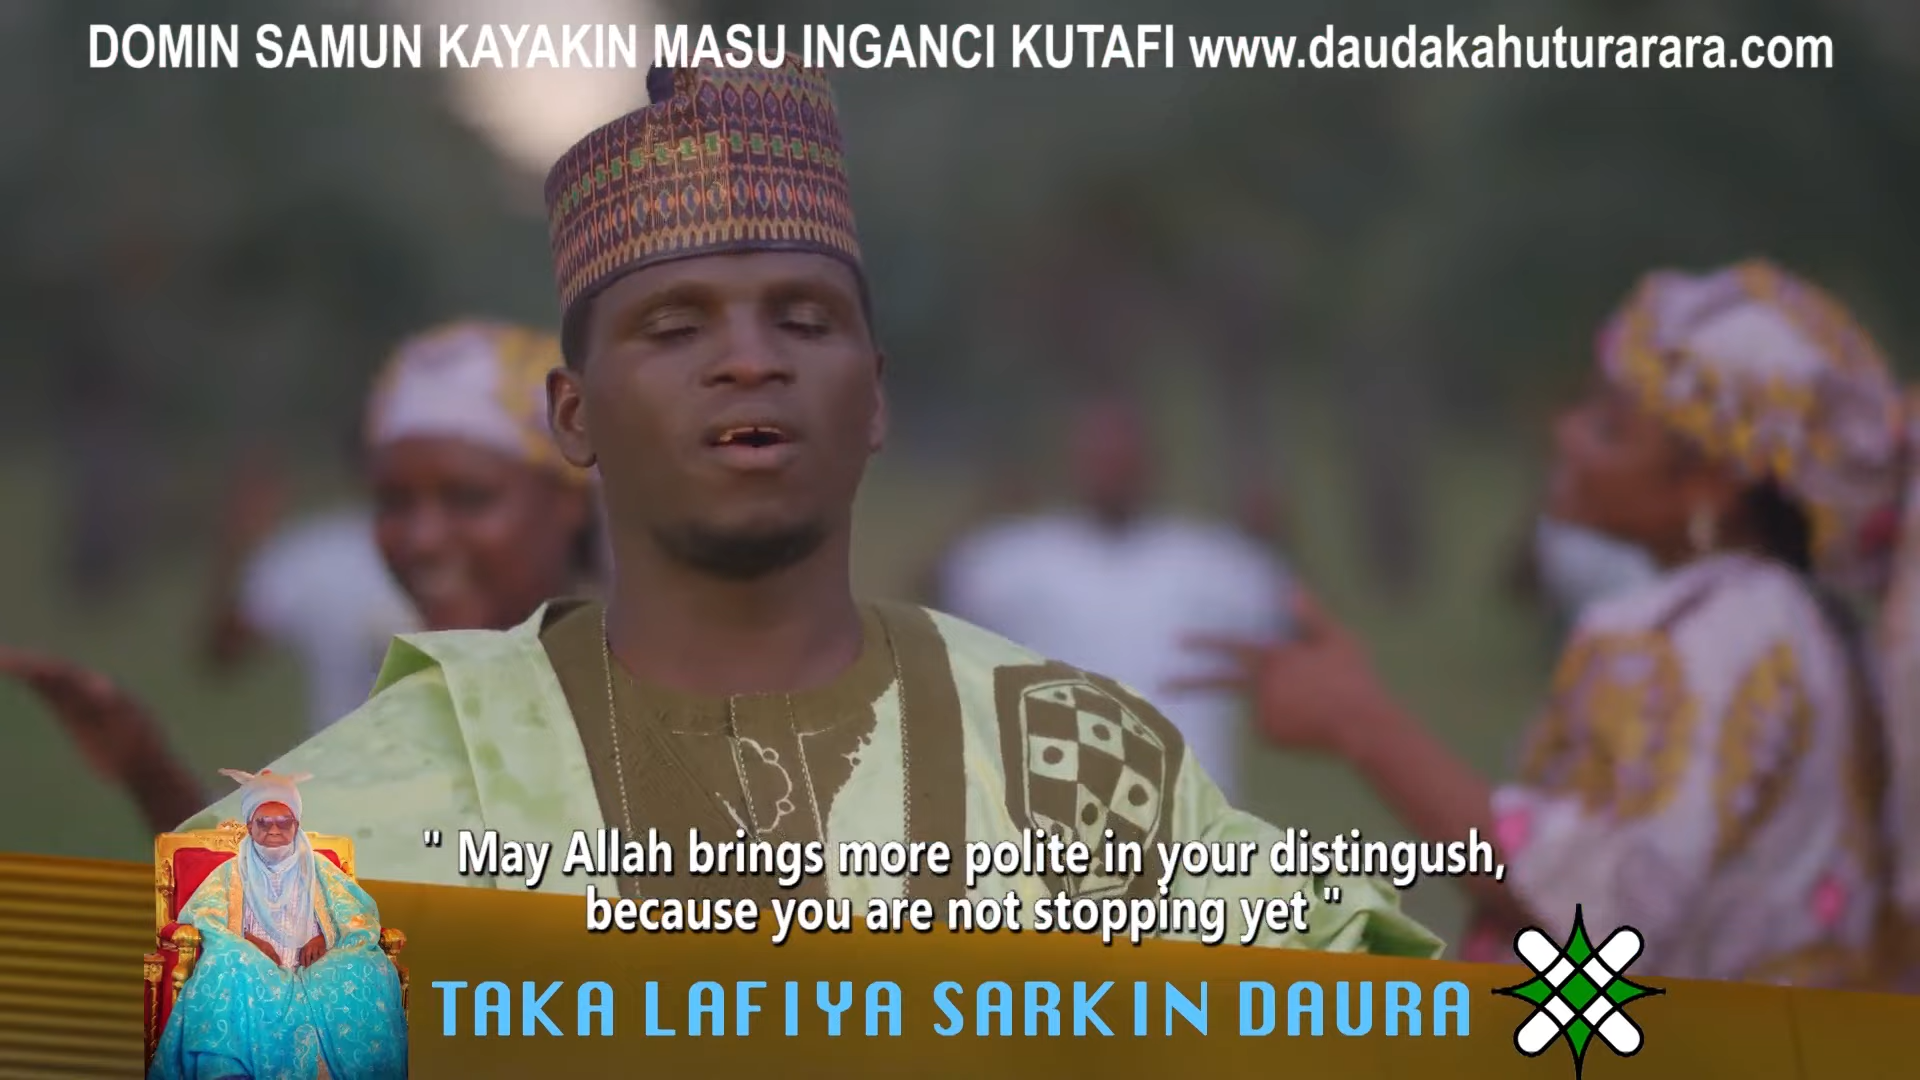 DOMIN SAMUN KAYAKIN MASU INGANCI KUTAFI www.daudakahuturarara.com
" May Allah brings more polite in your distingush,
because you are not stopping yet "
TAKA LAFIYA SARKIN DAURA